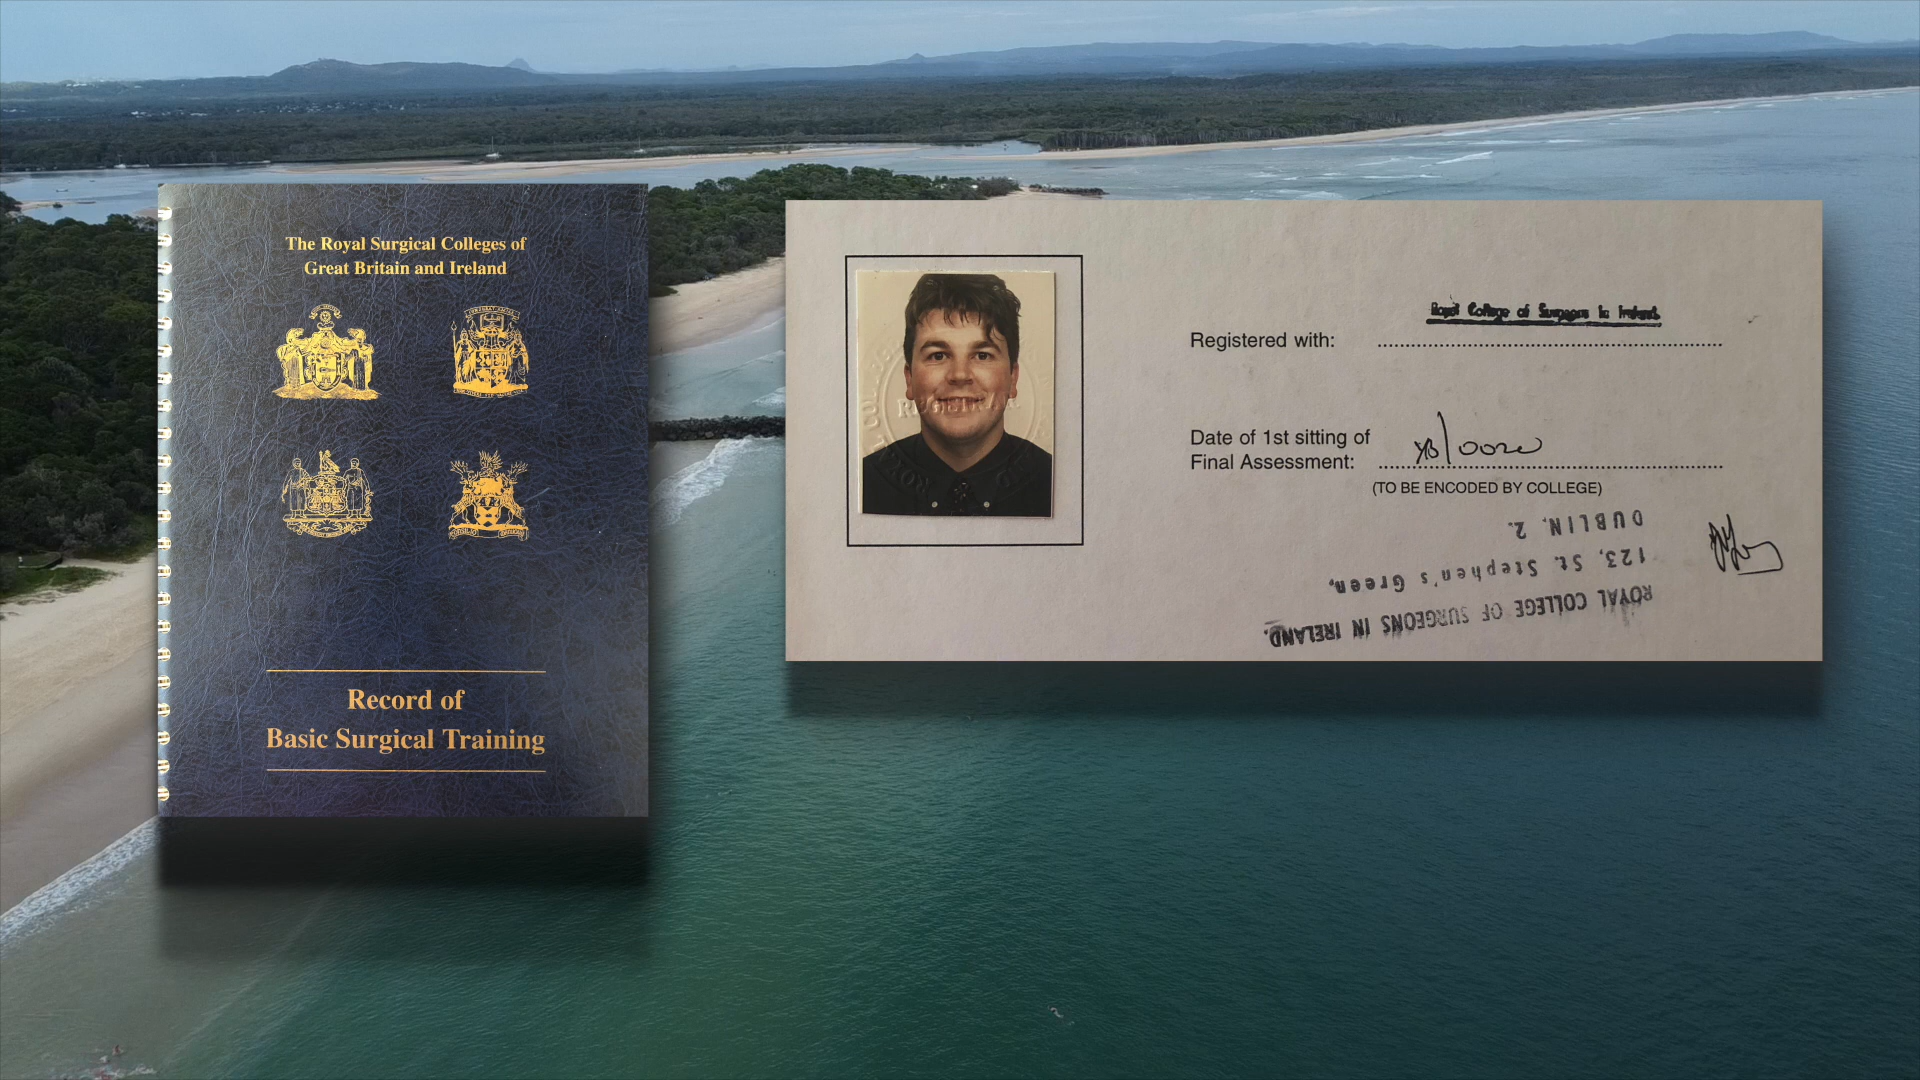 The Royal Surgical Colleges of
Great Britain and Ireland
Record of
Basic Surgical Training
Registered with:
Royal College of Surgeons in Ireland.
Date of 1st sitting of
Final Assessment:
(TO BE ENCODED BY COLLEGE)
ROYAL COLLEGE OF SURGEONS IN IRELAND,
123, St. Stephen's Green,
DUBLIN, 2.